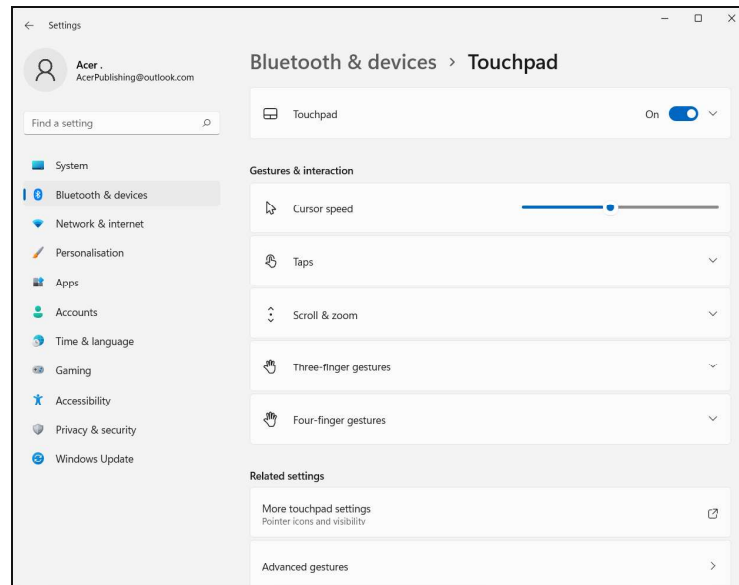 Settings
Acer .
AcerPublishing@outlook.com
Find a setting
System
Bluetooth & devices
Network & internet
Personalisation
Apps
Accounts
Time & language
Gaming
Accessibility
Privacy & security
Windows Update
Bluetooth & devices > Touchpad
Touchpad On
Gestures & interaction
Cursor speed
Taps
Scroll & zoom
Three-finger gestures
Four-finger gestures
Related settings
More touchpad settings
Pointer icons and visibility
Advanced gestures